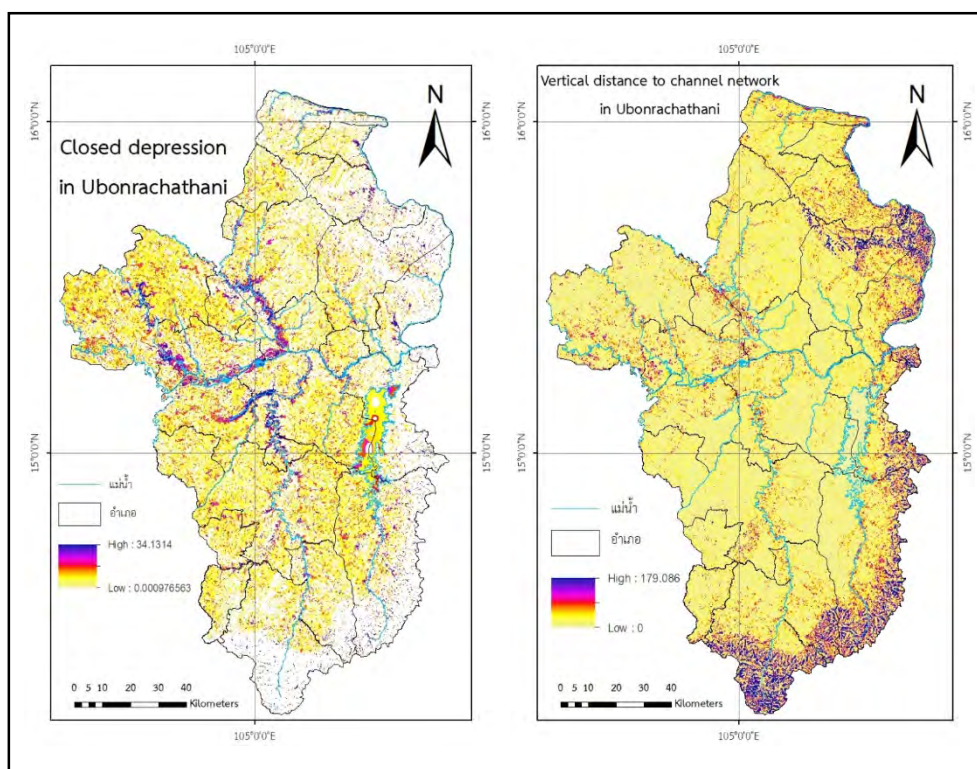 105°0'0"E
Closed depression
in Ubonrachathani
N
16°0'0"N
15°0'0"N
แม่น้ำ
อำเภอ
High : 34.1314
Low : 0.000976563
0 5 10 20 30 40
Kilometers
105°0'0"E
105°0'0"E
Vertical distance to channel network
in Ubonrachathani
N
16°0'0"N
15°0'0"N
แม่น้ำ
อำเภอ
High : 179.086
Low : 0
0 5 10 20 30 40
Kilometers
105°0'0"E